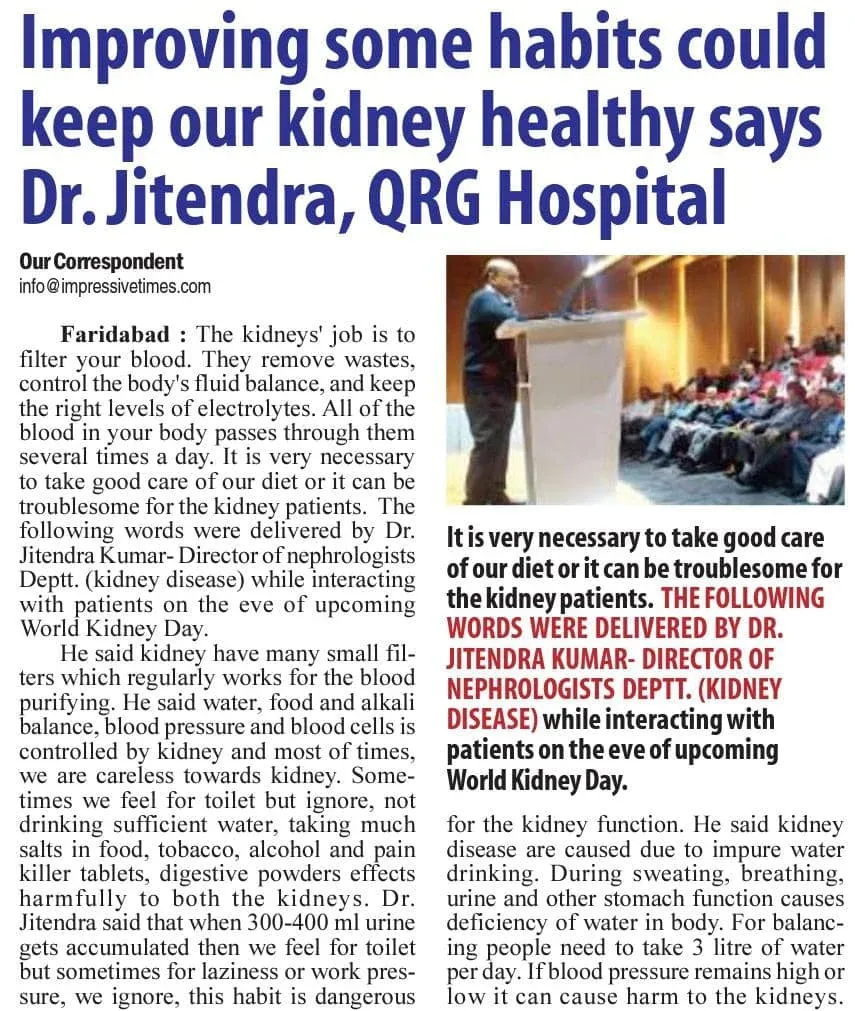 Improving some habits could
keep our kidney healthy says
Dr. Jitendra, QRG Hospital
Our Correspondent
info@impressivetimes.com
Faridabad : The kidneys' job is to
filter your blood. They remove wastes,
control the body's fluid balance, and keep
the right levels of electrolytes. All of the
blood in your body passes through them
several times a day. It is very necessary
to take good care of our diet or it can be
troublesome for the kidney patients. The
following words were delivered by Dr.
Jitendra Kumar- Director of nephrologists
Deptt. (kidney disease) while interacting
with patients on the eve of upcoming
World Kidney Day.
He said kidney have many small fil-
ters which regularly works for the blood
purifying. He said water, food and alkali
balance, blood pressure and blood cells is
controlled by kidney and most of times,
we are careless towards kidney. Some-
times we feel for toilet but ignore, not
drinking sufficient water, taking much
salts in food, tobacco, alcohol and pain
killer tablets, digestive powders effects
harmfully to both the kidneys. Dr.
Jitendra said that when 300-400 ml urine
gets accumulated then we feel for toilet
but sometimes for laziness or work pres-
sure, we ignore, this habit is dangerous
It is very necessary to take good care
of our diet or it can be troublesome for
the kidney patients. THE FOLLOWING
WORDS WERE DELIVERED BY DR.
JITENDRA KUMAR- DIRECTOR OF
NEPHROLOGISTS DEPTT. (KIDNEY
DISEASE) while interacting with
patients on the eve of upcoming
World Kidney Day.
for the kidney function. He said kidney
disease are caused due to impure water
drinking. During sweating, breathing,
urine and other stomach function causes
deficiency of water in body. For balanc-
ing people need to take 3 litre of water
per day. If blood pressure remains high or
low it can cause harm to the kidneys.